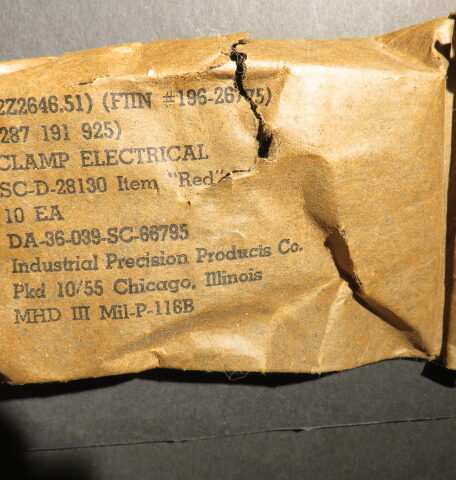 2Z2646.51) (FIIN #196-26775)
287 191 925)
CLAMP ELECTRICAL
SC-D-28130 Item "Red"
10 EA
DA-36-039-SC-66795
Industrial Precision Products Co.
Pkd 10/55 Chicago, Illinois
MHD III Mil-P-116B